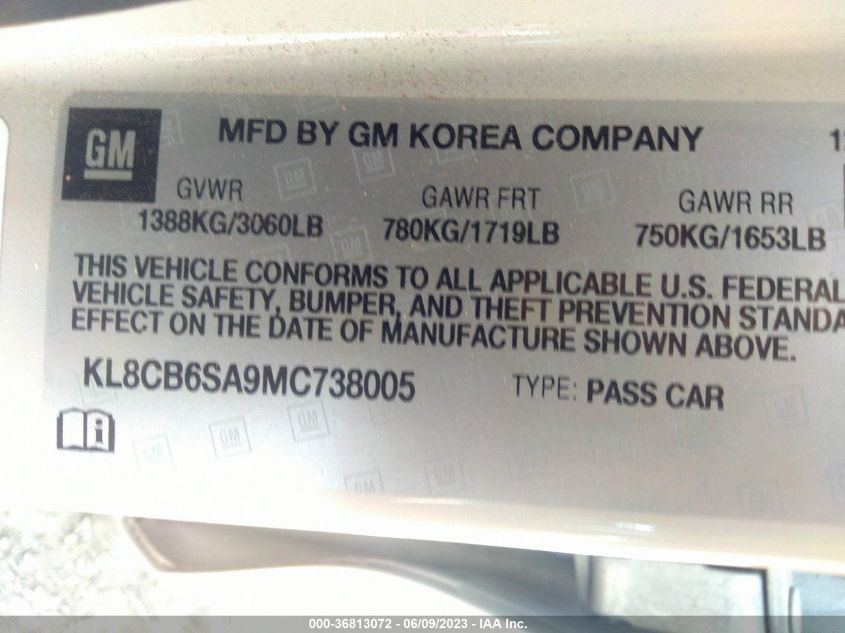 GM
MFD BY GM KOREA COMPANY
GVWR GAWR FRT GAWR RR
1388KG/3060LB 780KG/1719LB 750KG/1653LB
THIS VEHICLE CONFORMS TO ALL APPLICABLE U.S. FEDERAL
VEHICLE SAFETY, BUMPER, AND THEFT PREVENTION STANDA
EFFECT ON THE DATE OF MANUFACTURE SHOWN ABOVE.
KL8CB6SA9MC738005 TYPE: PASS CAR
000-36813072 / 06/09/2023 - IAA Inc.